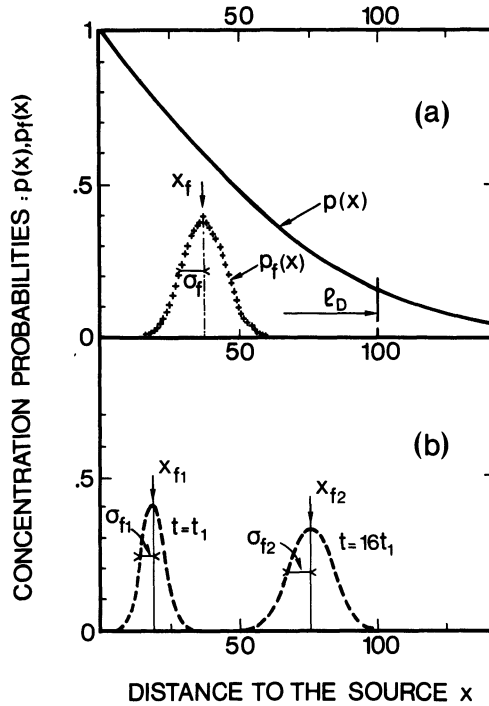 50 100
1
(a)
x_f
.5
p(x)
p_f(x)
σ_f
ℓ_D
0
50 100
CONCENTRATION PROBABILITIES : p(x),p_f(x)
(b)
.5
x_f1
x_f2
σ_f1
t=t_1
σ_f2
t=16t_1
0
50 100
DISTANCE TO THE SOURCE x